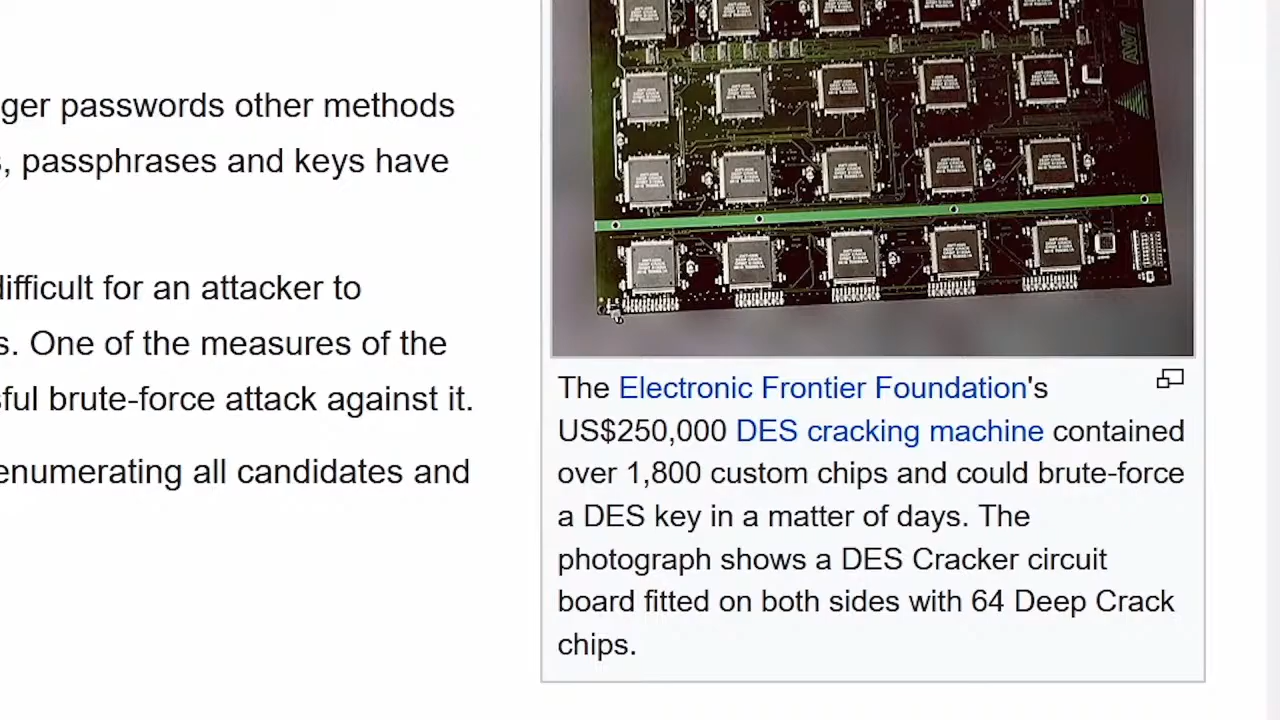 ger passwords other methods
, passphrases and keys have
difficult for an attacker to
s. One of the measures of the
sful brute-force attack against it.
enumerating all candidates and
The Electronic Frontier Foundation's
US$250,000 DES cracking machine contained
over 1,800 custom chips and could brute-force
a DES key in a matter of days. The
photograph shows a DES Cracker circuit
board fitted on both sides with 64 Deep Crack
chips.